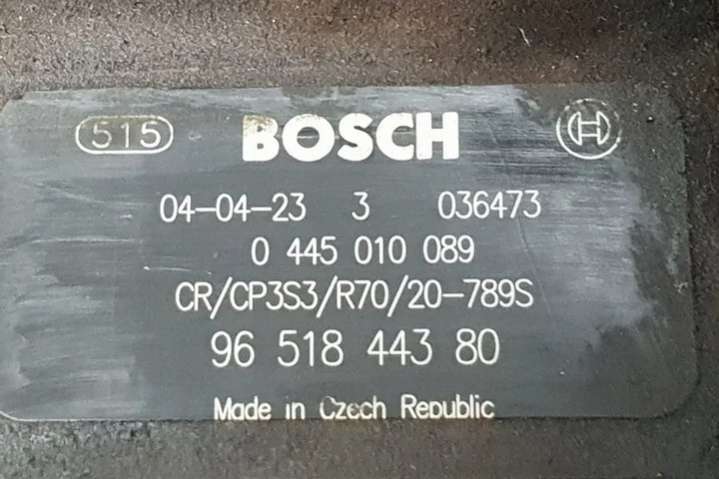 515 BOSCH
04-04-23 3 036473
0 445 010 089
CR/CP3S3/R70/20-789S
96 518 443 80
Made in Czech Republic